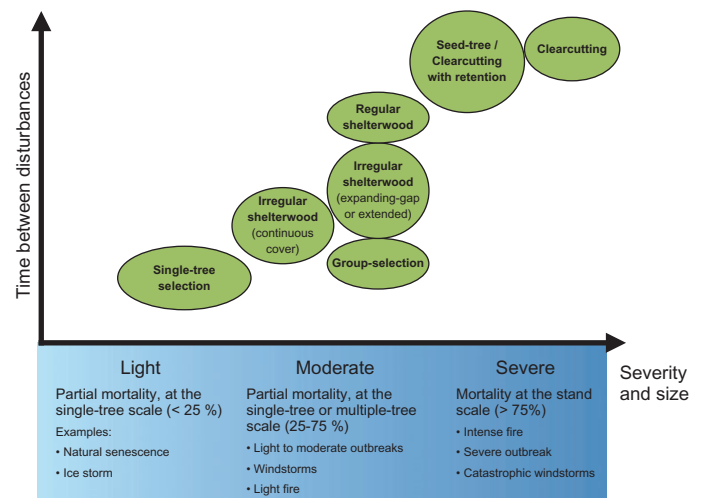 Time between disturbances
Seed-tree /
Clearcutting
with retention
Clearcutting
Regular
shelterwood
Irregular
shelterwood
(expanding-gap
or extended)
Irregular
shelterwood
(continuous
cover)
Group-selection
Single-tree
selection
Light
Partial mortality, at the
single-tree scale (< 25 %)
Examples:
• Natural senescence
• Ice storm
Moderate
Partial mortality, at the
single-tree or multiple-tree
scale (25-75 %)
• Light to moderate outbreaks
• Windstorms
• Light fire
Severe
Mortality at the stand
scale (> 75%)
• Intense fire
• Severe outbreak
• Catastrophic windstorms
Severity
and size